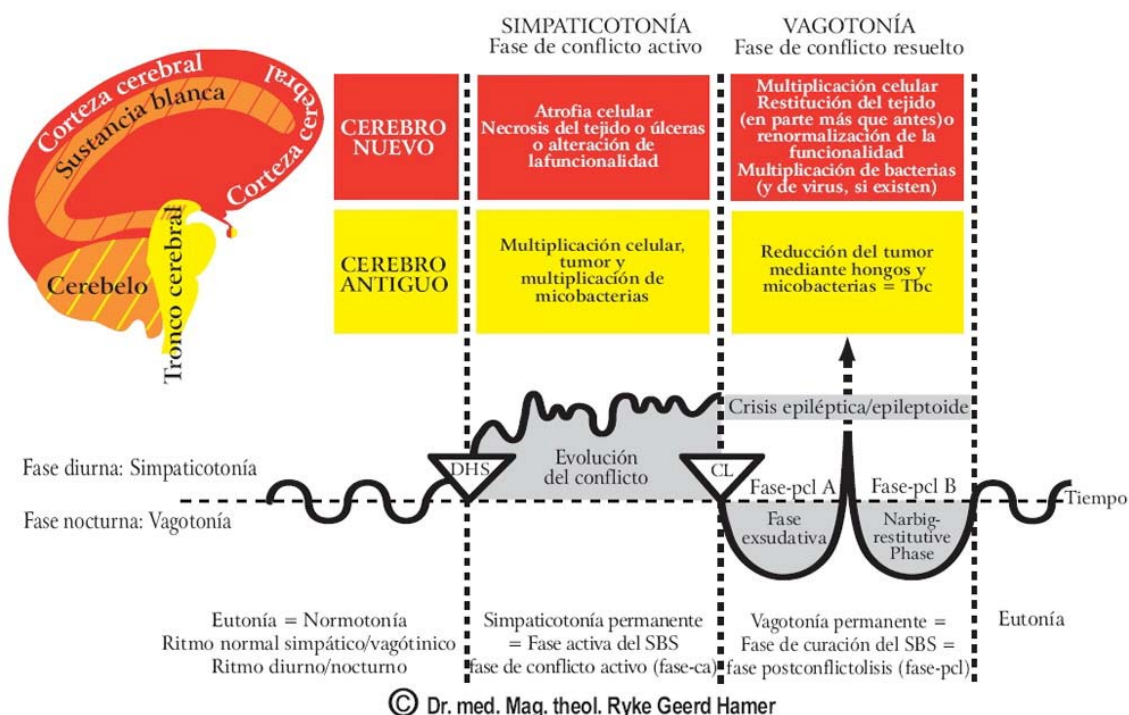 SIMPATICOTONÍA
Fase de conflicto activo
VAGOTONÍA
Fase de conflicto resuelto
Corteza cerebral
Corteza cerebral
Sustancia blanca
Cerebelo
Tronco cerebral
CEREBRO
NUEVO
Atrofia celular
Necrosis del tejido o úlceras
o alteración de
lafuncionalidad
Multiplicación celular
Restitución del tejido
(en parte más que antes)o
renormalización de la
funcionalidad
Multiplicación de bacterias
(y de virus, si existen)
CEREBRO
ANTIGUO
Multiplicación celular,
tumor y
multiplicación de
micobacterias
Reducción del tumor
mediante hongos y
micobacterias = Tbc
Crisis epiléptica/epileptoide
Fase diurna: Simpaticotonía
Fase nocturna: Vagotonía
DHS
Evolución
del conflicto
CL
Fase-pcl A
Fase-pcl B
Tiempo
Fase
exsudativa
Narbig-
restitutive
Phase
Eutonía = Normotonía
Ritmo normal simpático/vagótinico
Ritmo diurno/nocturno
Simpaticotonía permanente
= Fase activa del SBS
fase de conflicto activo (fase-ca)
Vagotonía permanente =
Fase de curación del SBS =
fase postconflictolisis (fase-pcl)
Eutonía
© Dr. med. Mag. theol. Ryke Geerd Hamer